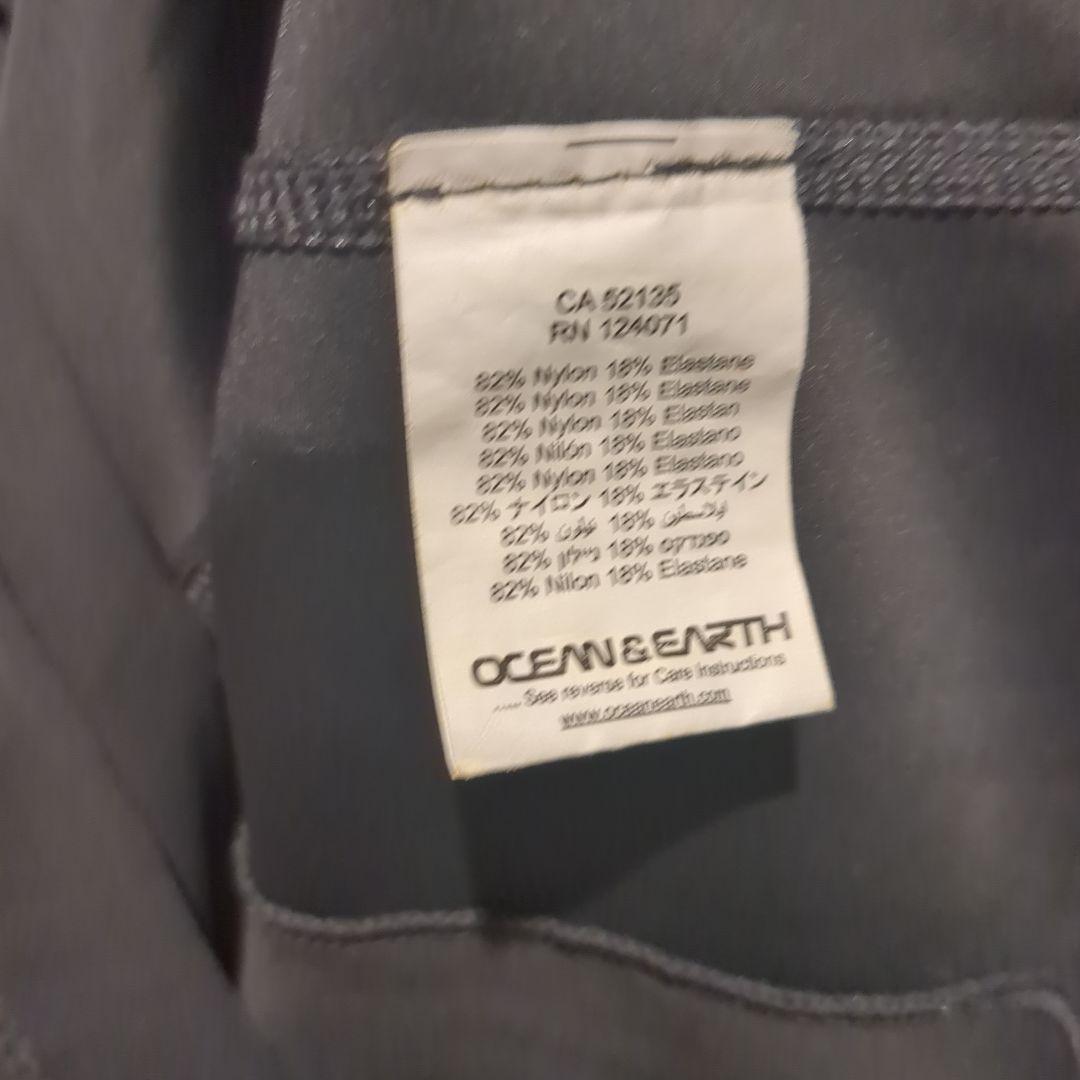 CA 52135
RN 124071
82% Nylon 18% Elastane
82% Nylon 18% Elastane
82% Nylon 18% Elastan
82% Nilón 18% Elastano
82% Nylon 18% Elastano
82% ナイロン 18% エラステイン
82% نايلون 18%
82% ניילון 18% ספנדקס
82% Nilon 18% Elastane
OCEAN & EARTH
..... See reverse for Care Instructions
www.oceanearth.com